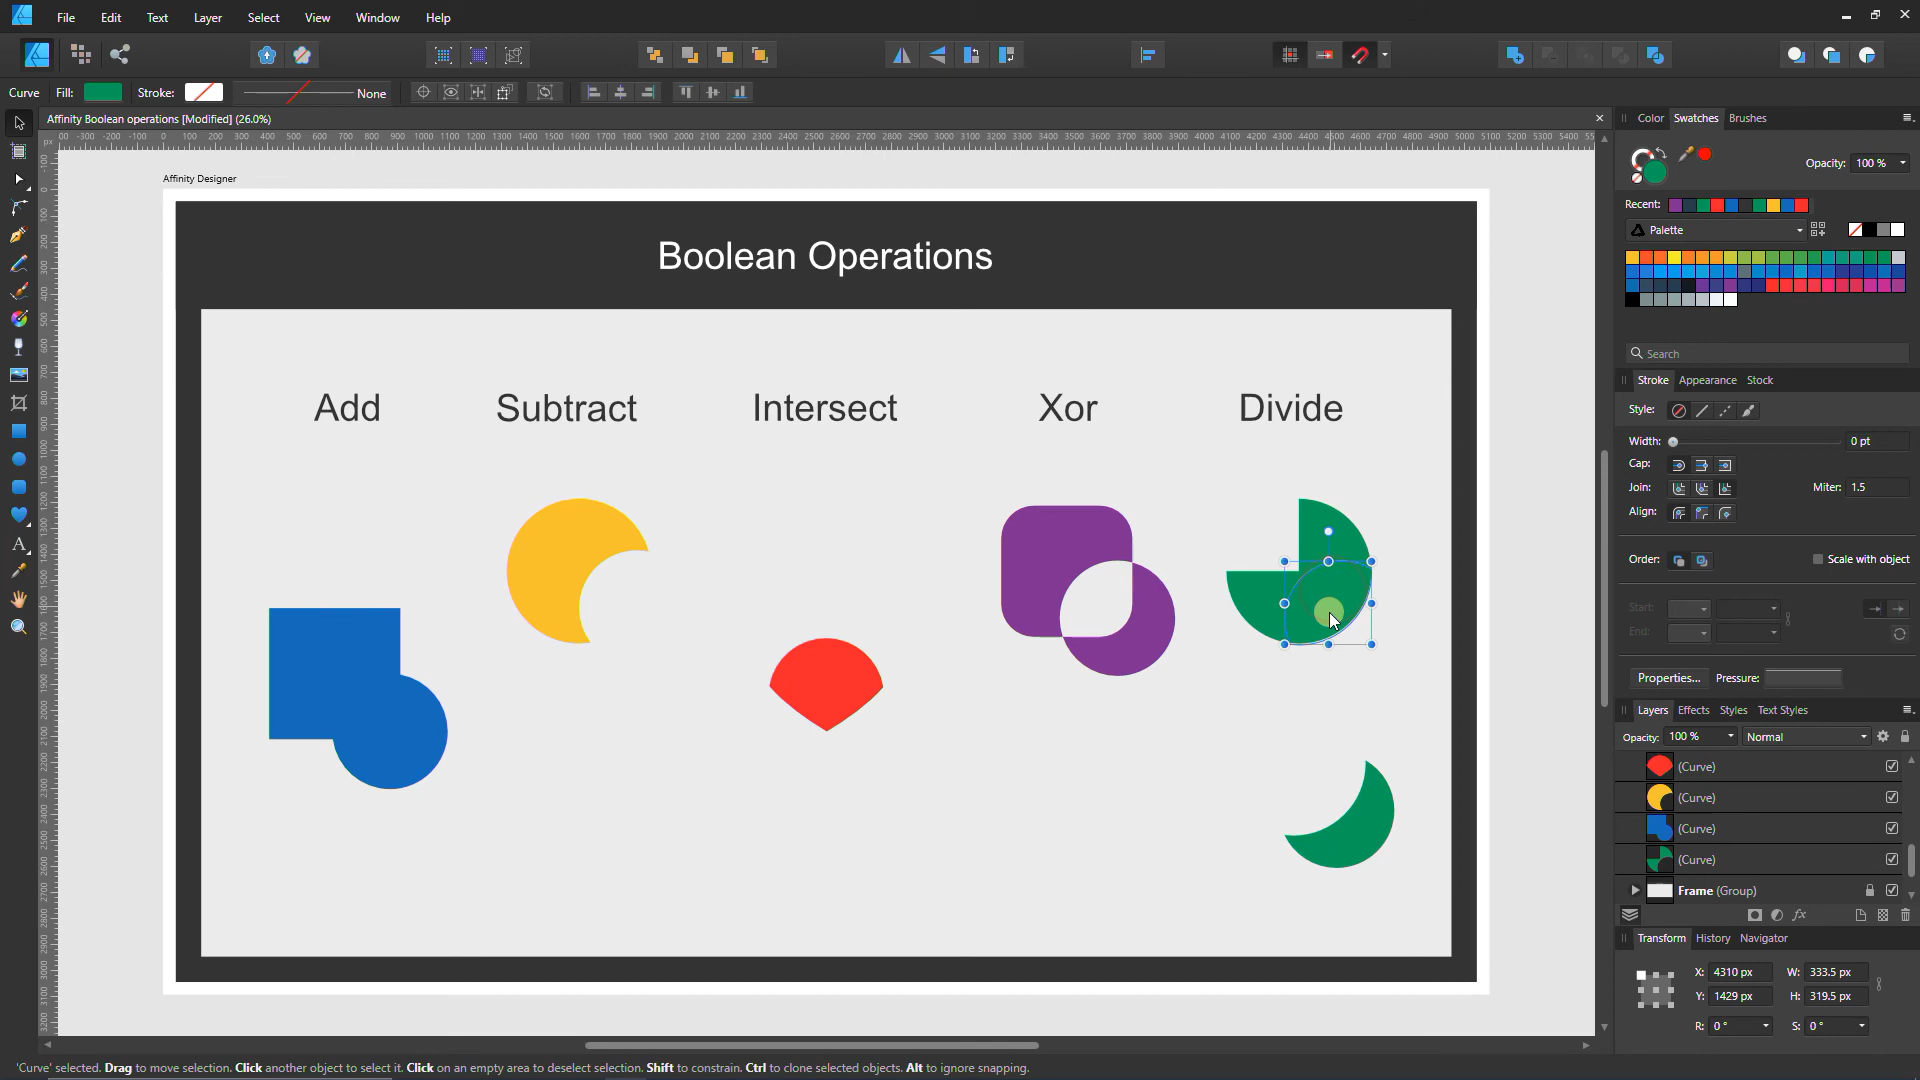 File Edit Text Layer Select View Window Help
Curve Fill: Stroke: None
Affinity Boolean operations [Modified] (26.0%)
Affinity Designer
Boolean Operations
Add Subtract Intersect Xor Divide
Color Swatches Brushes
Opacity: 100 %
Recent:
Palette
Search
Stroke Appearance Stock
Style:
Width: 0 pt
Cap:
Join: Miter: 1.5
Align:
Order: Scale with object
Start:
End:
Properties... Pressure:
Layers Effects Styles Text Styles
Opacity: 100 % Normal
(Curve)
(Curve)
(Curve)
(Curve)
Frame (Group)
Transform History Navigator
X: 4310 px W: 333.5 px
Y: 1429 px H: 319.5 px
R: 0 ° S: 0 °
'Curve' selected. Drag to move selection. Click another object to select it. Click on an empty area to deselect selection. Shift to constrain. Ctrl to clone selected objects. Alt to ignore snapping.